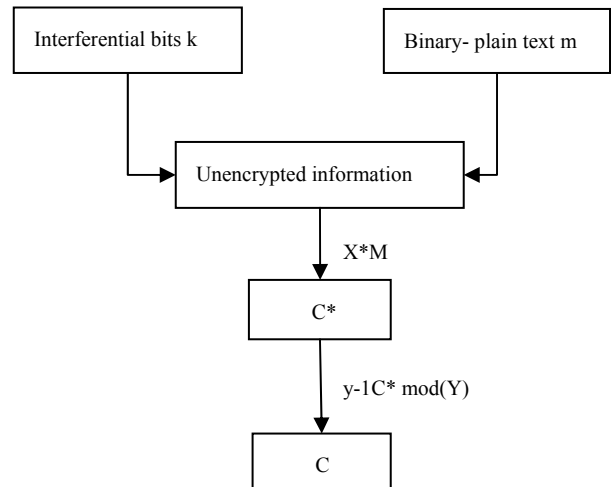 Interferential bits k
Binary- plain text m
Unencrypted information
X*M
C*
y-1C* mod(Y)
C